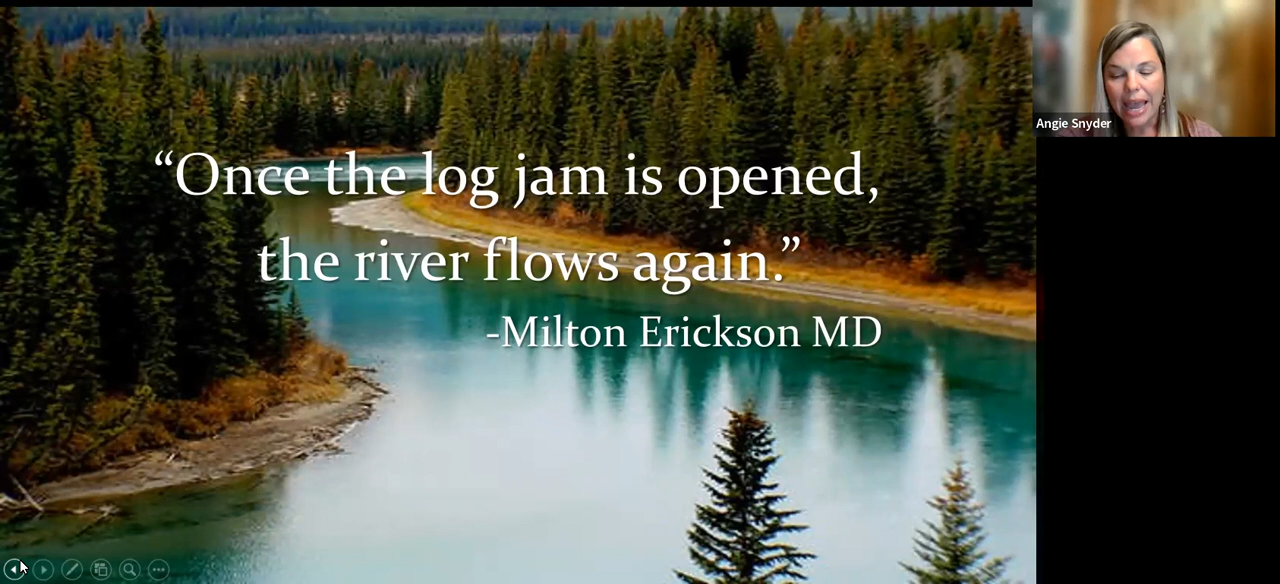 “Once the log jam is opened,
the river flows again.”
-Milton Erickson MD
Angie Snyder